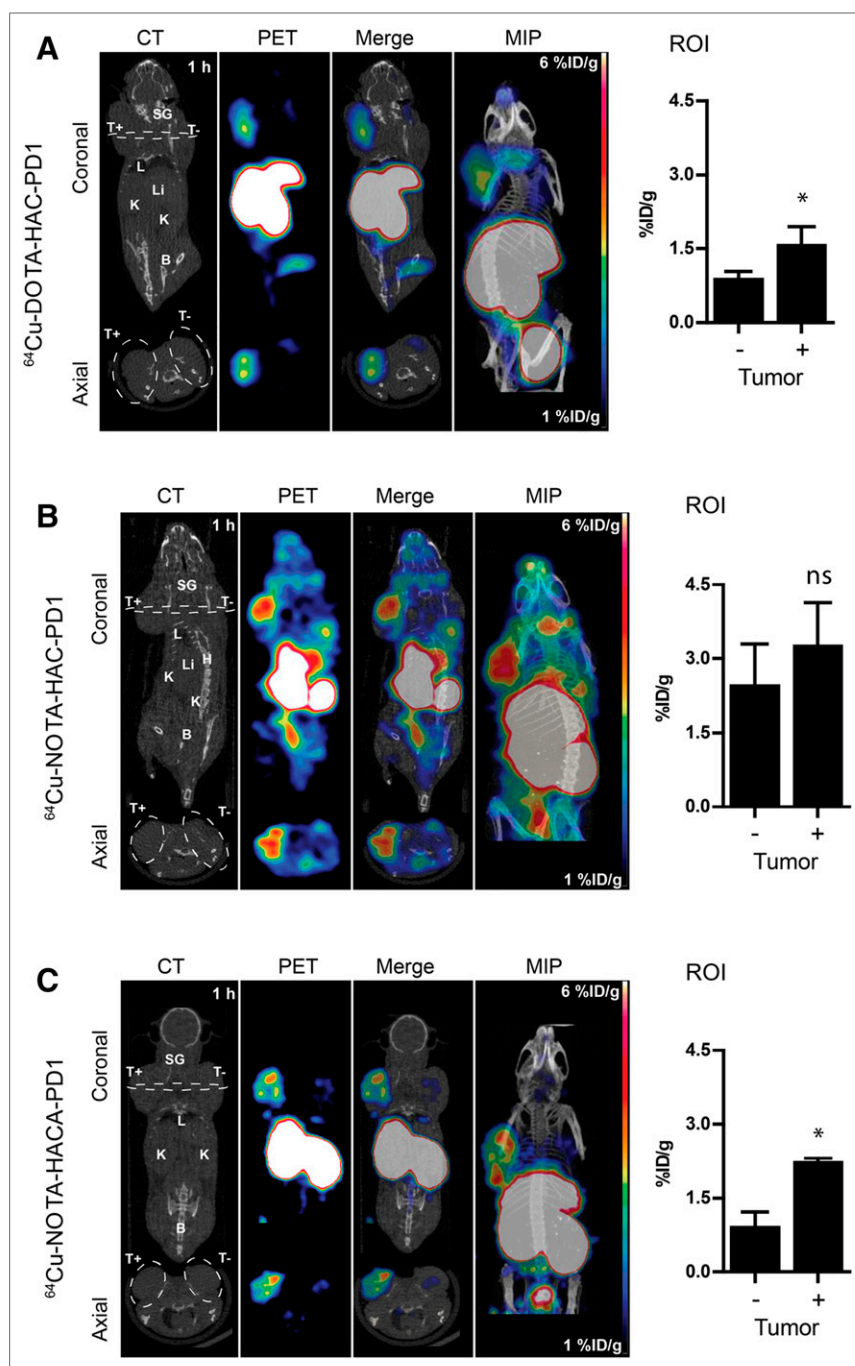 A
CT PET Merge MIP ROI
1 h
6 %ID/g
SG
T+ T-
L
Li
K
K
B
Coronal
T+ T-
Axial
1 %ID/g
⁶⁴Cu-DOTA-HAC-PD1
4.5
3.0
1.5
0.0
%ID/g
*
- +
Tumor
B
CT PET Merge MIP ROI
1 h
6 %ID/g
SG
T+ T-
L
Li H
K
K
B
Coronal
T+ T-
Axial
1 %ID/g
⁶⁴Cu-NOTA-HAC-PD1
4.5
3.0
1.5
0.0
%ID/g
ns
- +
Tumor
C
CT PET Merge MIP ROI
1 h
6 %ID/g
SG
T+ T-
L
K K
B
Coronal
T+ T-
Axial
1 %ID/g
⁶⁴Cu-NOTA-HACA-PD1
4.5
3.0
1.5
0.0
%ID/g
*
- +
Tumor